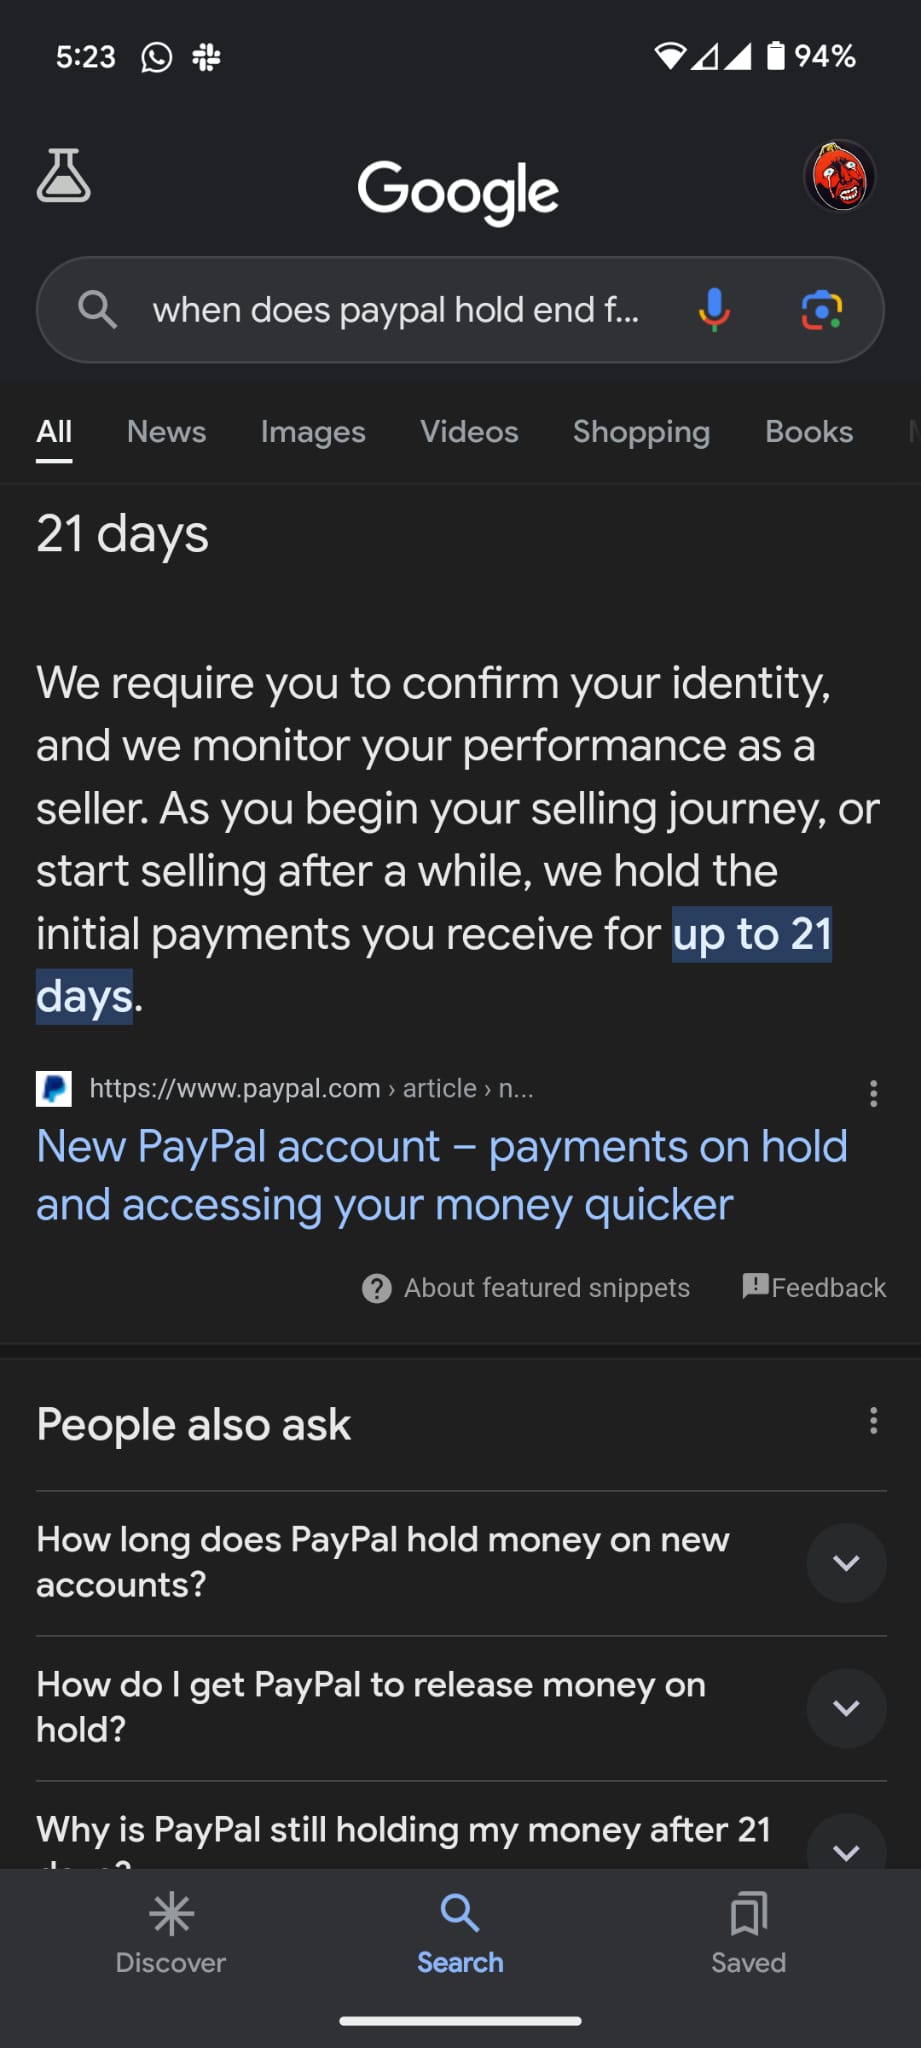 5:23
94%
Google
when does paypal hold end f...
All News Images Videos Shopping Books
21 days
We require you to confirm your identity,
and we monitor your performance as a
seller. As you begin your selling journey, or
start selling after a while, we hold the
initial payments you receive for up to 21
days.
https://www.paypal.com › article › n...
New PayPal account – payments on hold
and accessing your money quicker
About featured snippets
Feedback
People also ask
How long does PayPal hold money on new
accounts?
How do I get PayPal to release money on
hold?
Why is PayPal still holding my money after 21
Discover Search Saved